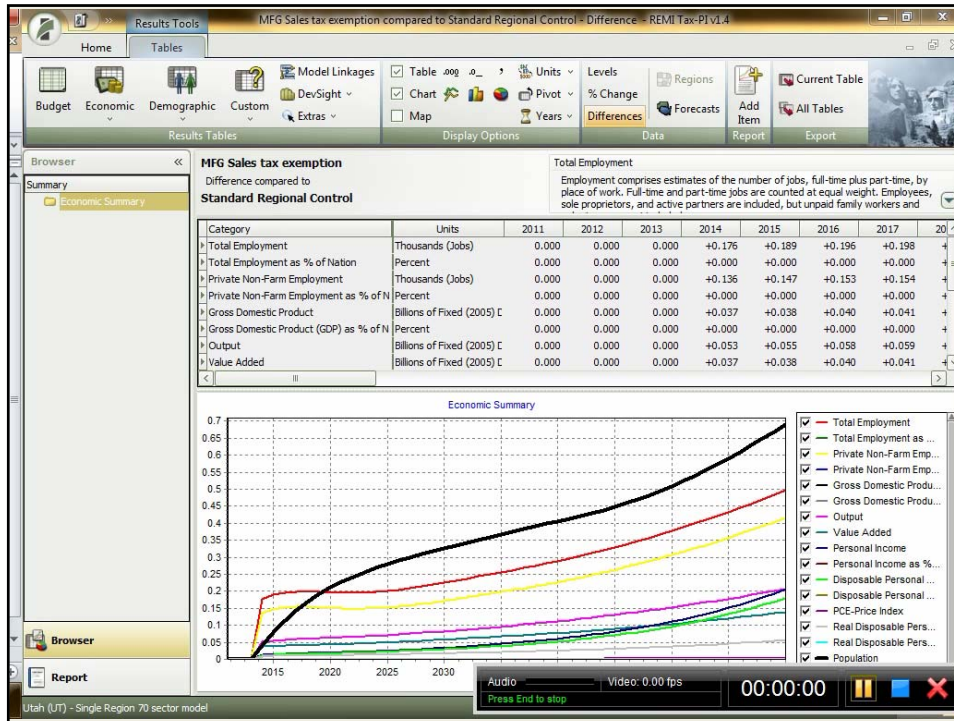 MFG Sales tax exemption compared to Standard Regional Control - Difference - REMI Tax-PI v1.4
Results Tools
Home
Tables
Budget
Economic
Demographic
Custom
Model Linkages
DevSight
Extras
Results Tables
Table
Chart
Map
Units
Pivot
Years
Display Options
Levels
% Change
Differences
Regions
Forecasts
Data
Add Item
Report
Current Table
All Tables
Export
Browser «
Summary
Economic Summary
MFG Sales tax exemption
Difference compared to
Standard Regional Control
Total Employment
Employment comprises estimates of the number of jobs, full-time plus part-time, by
place of work. Full-time and part-time jobs are counted at equal weight. Employees,
sole proprietors, and active partners are included, but unpaid family workers and
Category Units 2011 2012 2013 2014 2015 2016 2017 20
Total Employment Thousands (Jobs) 0.000 0.000 0.000 +0.176 +0.189 +0.196 +0.198 +
Total Employment as % of Nation Percent 0.000 0.000 0.000 +0.000 +0.000 +0.000 +0.000 +
Private Non-Farm Employment Thousands (Jobs) 0.000 0.000 0.000 +0.136 +0.147 +0.153 +0.154 +
Private Non-Farm Employment as % of N Percent 0.000 0.000 0.000 +0.000 +0.000 +0.000 +0.000 +
Gross Domestic Product Billions of Fixed (2005) D 0.000 0.000 0.000 +0.037 +0.038 +0.040 +0.041 +
Gross Domestic Product (GDP) as % of N Percent 0.000 0.000 0.000 +0.000 +0.000 +0.000 +0.000 +
Output Billions of Fixed (2005) D 0.000 0.000 0.000 +0.053 +0.055 +0.058 +0.059 +
Value Added Billions of Fixed (2005) D 0.000 0.000 0.000 +0.037 +0.038 +0.040 +0.041 +
Economic Summary
0.7
0.65
0.6
0.55
0.5
0.45
0.4
0.35
0.3
0.25
0.2
0.15
0.1
0.05
0
2015 2020 2025 2030
Total Employment
Total Employment as ...
Private Non-Farm Emp...
Private Non-Farm Emp...
Gross Domestic Produ...
Gross Domestic Produ...
Output
Value Added
Personal Income
Personal Income as %...
Disposable Personal ...
Disposable Personal ...
PCE-Price Index
Real Disposable Pers...
Real Disposable Pers...
Population
Browser
Report
Audio Video: 0.00 fps
Press End to stop
00:00:00
Utah (UT) - Single Region 70 sector model